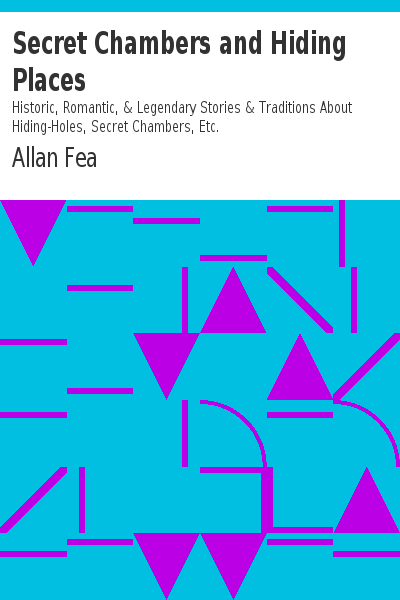 Secret Chambers and Hiding
Places
Historic, Romantic, & Legendary Stories & Traditions About
Hiding-Holes, Secret Chambers, Etc.
Allan Fea